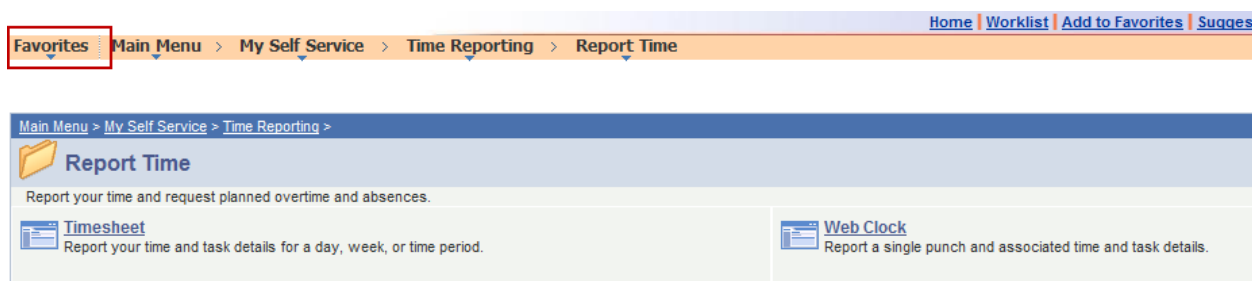 Home | Worklist | Add to Favorites | Sugges
Favorites Main Menu > My Self Service > Time Reporting > Report Time
Main Menu > My Self Service > Time Reporting >
Report Time
Report your time and request planned overtime and absences.
Timesheet
Report your time and task details for a day, week, or time period.
Web Clock
Report a single punch and associated time and task details.